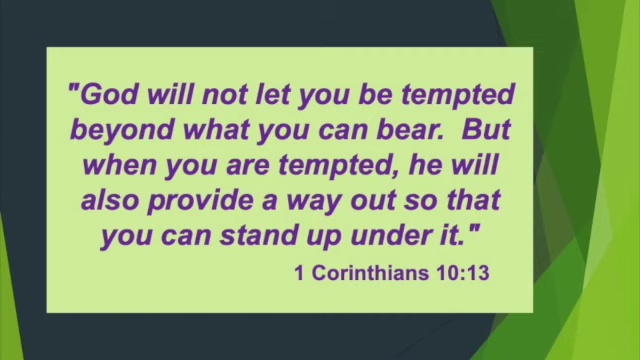 "God will not let you be tempted
beyond what you can bear.  But
when you are tempted, he will
also provide a way out so that
you can stand up under it."
1 Corinthians 10:13